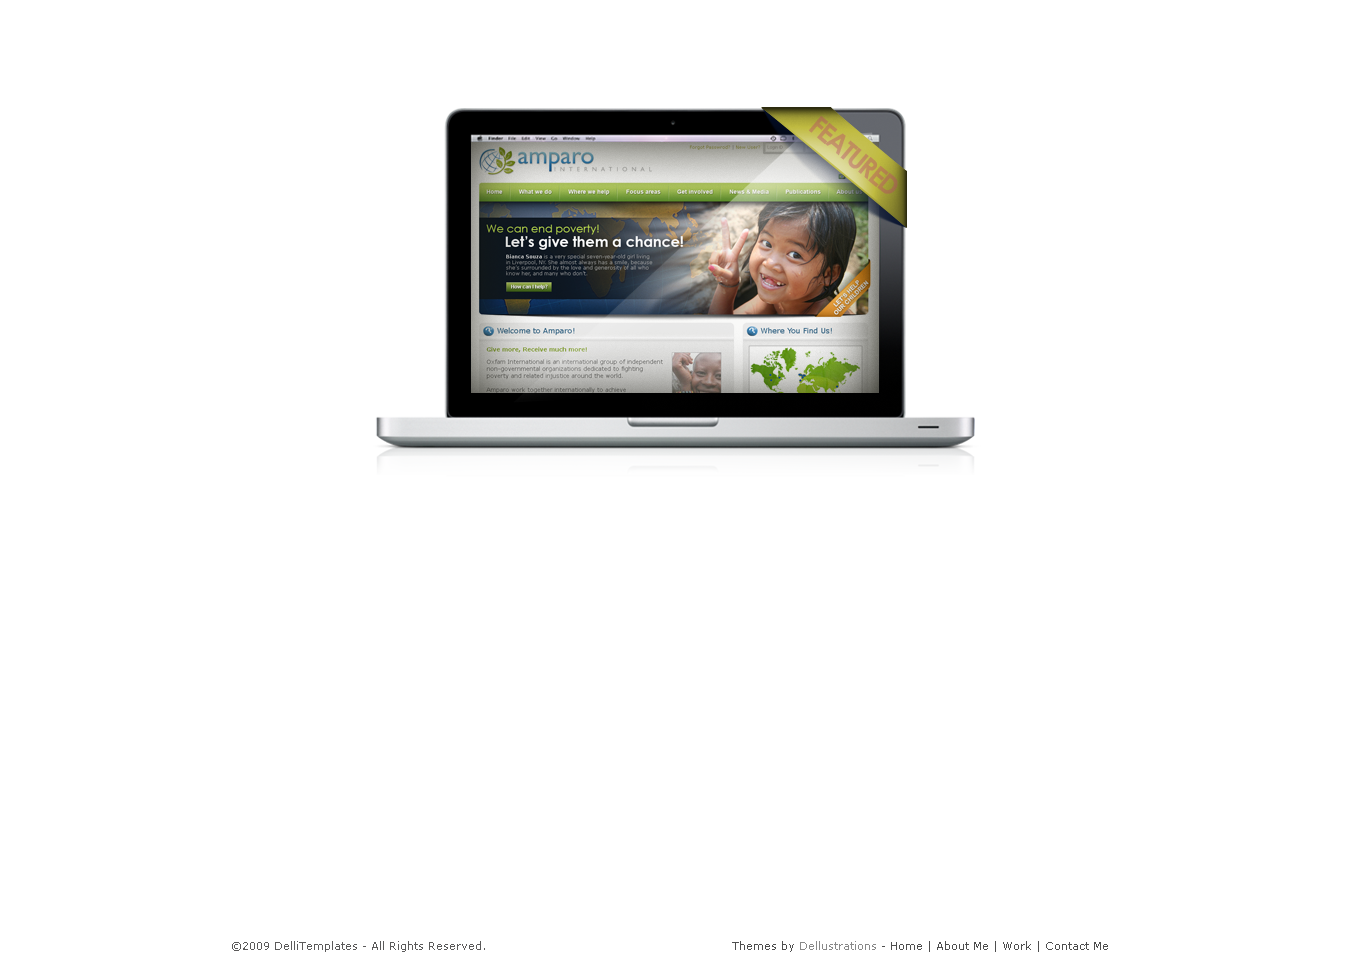 Finder File Edit View Go Window Help
FEATURED
amparo
INTERNATIONAL
Forgot Password? | New user?
Home What we do Where we help Focus areas Get involved News & Media Publications About
We can end poverty!
Let's give them a chance!
Bianca Souza is a very special seven-year-old girl living
in Liverpool, NY. She almost always has a smile, because
she's surrounded by the love and generosity of all who
know her, and many who don't.
How can I help?
LET'S HELP
OUR CHILDREN
Welcome to Amparo!
Where You Find Us!
Give more, Receive much more!
Oxfam International is an international group of independent
non-governmental organizations dedicated to fighting
poverty and related injustice around the world.
Amparo work together internationally to achieve
©2009 DelliTemplates - All Rights Reserved.
Themes by Dellustrations - Home | About Me | Work | Contact Me